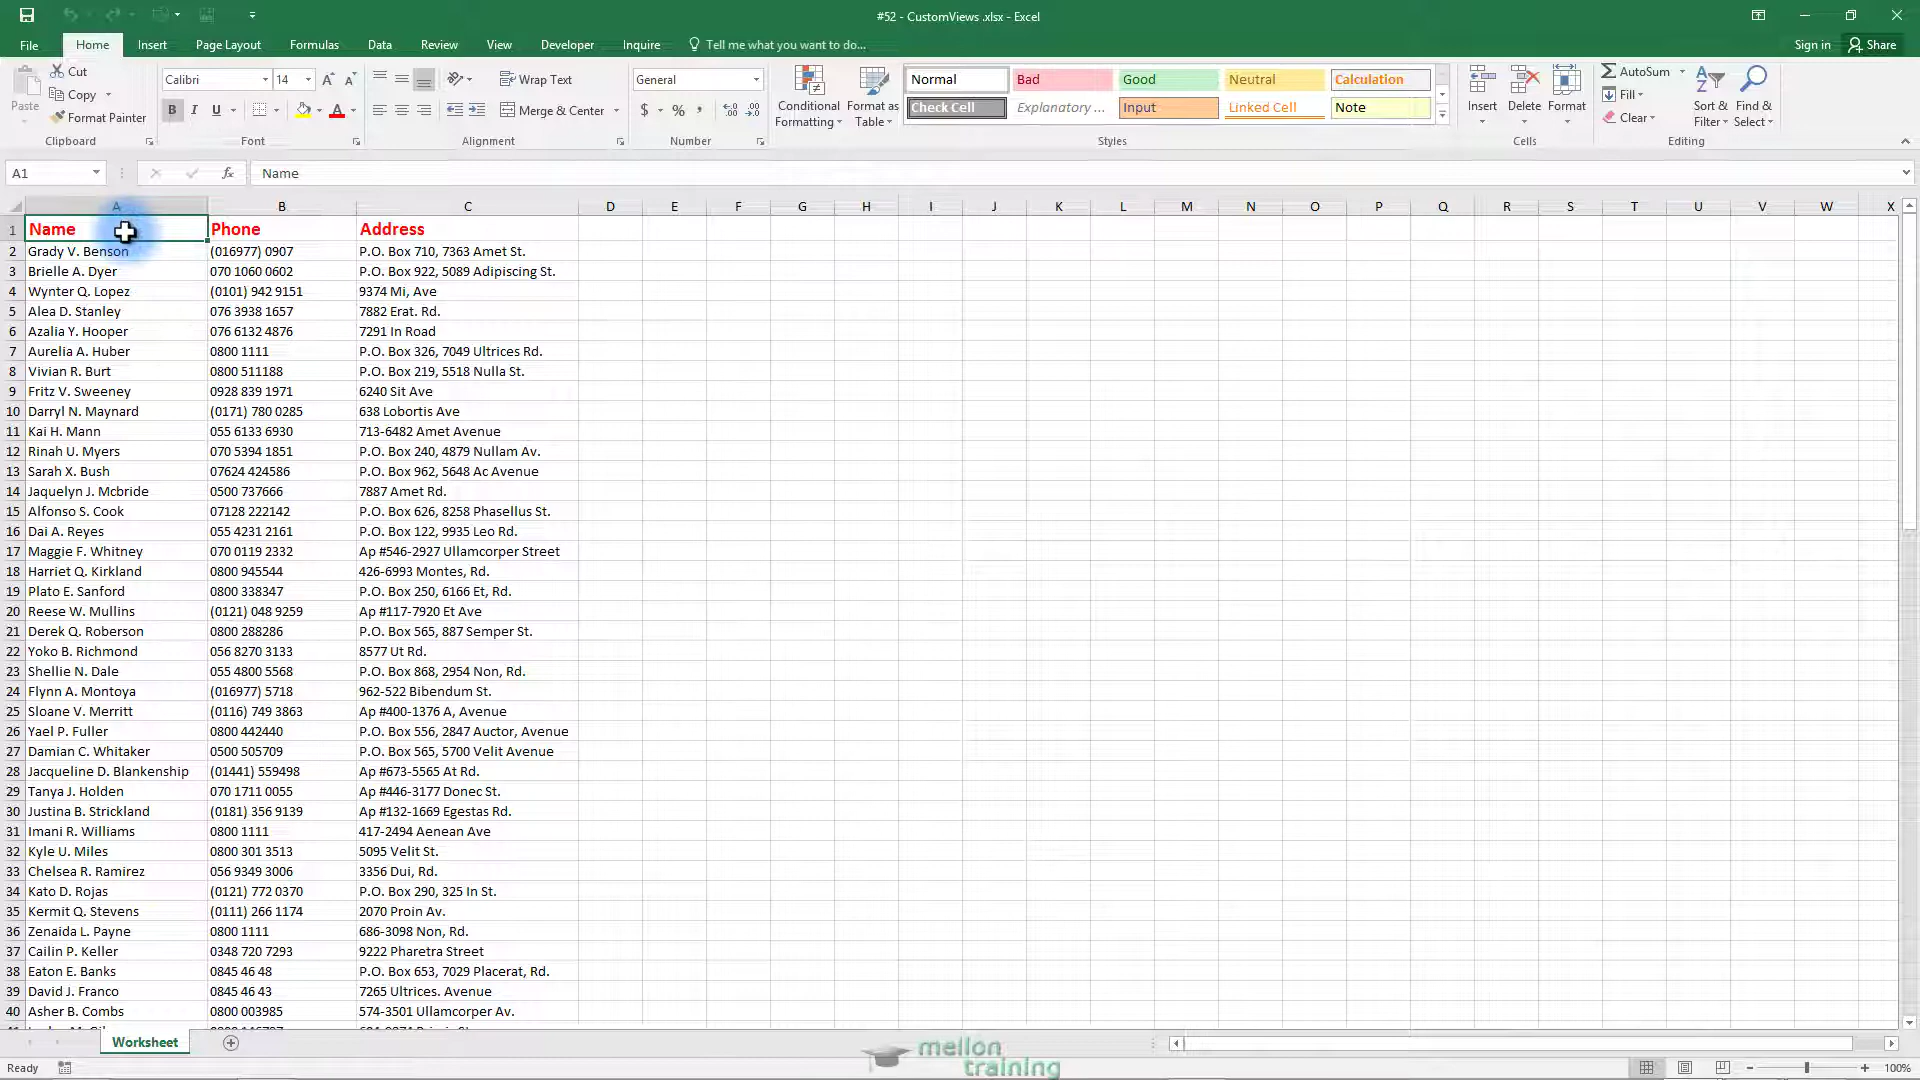 #52 - CustomViews .xlsx - Excel
File Home Insert Page Layout Formulas Data Review View Developer Inquire Tell me what you want to do... Sign in Share
Paste Cut Copy Format Painter
Clipboard
Calibri 14 A A B I U A
Font
Wrap Text
Merge & Center
Alignment
General
$ % ,
Number
Conditional Formatting
Format as Table
Normal Bad Good Neutral Calculation
Check Cell Explanatory ... Input Linked Cell Note
Styles
Insert Delete Format
Cells
AutoSum
Fill
Clear
Sort & Filter
Find & Select
Editing
A1 fx Name
A B C D E F G H I J K L M N O P Q R S T U V W X
1 Name Phone Address
2 Grady V. Benson (016977) 0907 P.O. Box 710, 7363 Amet St.
3 Brielle A. Dyer 070 1060 0602 P.O. Box 922, 5089 Adipiscing St.
4 Wynter Q. Lopez (0101) 942 9151 9374 Mi, Ave
5 Alea D. Stanley 076 3938 1657 7882 Erat. Rd.
6 Azalia Y. Hooper 076 6132 4876 7291 In Road
7 Aurelia A. Huber 0800 1111 P.O. Box 326, 7049 Ultrices Rd.
8 Vivian R. Burt 0800 511188 P.O. Box 219, 5518 Nulla St.
9 Fritz V. Sweeney 0928 839 1971 6240 Sit Ave
10 Darryl N. Maynard (0171) 780 0285 638 Lobortis Ave
11 Kai H. Mann 055 6133 6930 713-6482 Amet Avenue
12 Rinah U. Myers 070 5394 1851 P.O. Box 240, 4879 Nullam Av.
13 Sarah X. Bush 07624 424586 P.O. Box 962, 5648 Ac Avenue
14 Jaquelyn J. Mcbride 0500 737666 7887 Amet Rd.
15 Alfonso S. Cook 07128 222142 P.O. Box 626, 8258 Phasellus St.
16 Dai A. Reyes 055 4231 2161 P.O. Box 122, 9935 Leo Rd.
17 Maggie F. Whitney 070 0119 2332 Ap #546-2927 Ullamcorper Street
18 Harriet Q. Kirkland 0800 945544 426-6993 Montes, Rd.
19 Plato E. Sanford 0800 338347 P.O. Box 250, 6166 Et, Rd.
20 Reese W. Mullins (0121) 048 9259 Ap #117-7920 Et Ave
21 Derek Q. Roberson 0800 288286 P.O. Box 565, 887 Semper St.
22 Yoko B. Richmond 056 8270 3133 8577 Ut Rd.
23 Shellie N. Dale 055 4800 5568 P.O. Box 868, 2954 Non, Rd.
24 Flynn A. Montoya (016977) 5718 962-522 Bibendum St.
25 Sloane V. Merritt (0116) 749 3863 Ap #400-1376 A, Avenue
26 Yael P. Fuller 0800 442440 P.O. Box 556, 2847 Auctor, Avenue
27 Damian C. Whitaker 0500 505709 P.O. Box 565, 5700 Velit Avenue
28 Jacqueline D. Blankenship (01441) 559498 Ap #673-5565 At Rd.
29 Tanya J. Holden 070 1711 0055 Ap #446-3177 Donec St.
30 Justina B. Strickland (0181) 356 9139 Ap #132-1669 Egestas Rd.
31 Imani R. Williams 0800 1111 417-2494 Aenean Ave
32 Kyle U. Miles 0800 301 3513 5095 Velit St.
33 Chelsea R. Ramirez 056 9349 3006 3356 Dui, Rd.
34 Kato D. Rojas (0121) 772 0370 P.O. Box 290, 325 In St.
35 Kermit Q. Stevens (0111) 266 1174 2070 Proin Av.
36 Zenaida L. Payne 0800 1111 686-3098 Non, Rd.
37 Cailin P. Keller 0348 720 7293 9222 Pharetra Street
38 Eaton E. Banks 0845 46 48 P.O. Box 653, 7029 Placerat, Rd.
39 David J. Franco 0845 46 43 7265 Ultrices. Avenue
40 Asher B. Combs 0800 003985 574-3501 Ullamcorper Av.
Worksheet
mellon
training
Ready 100%